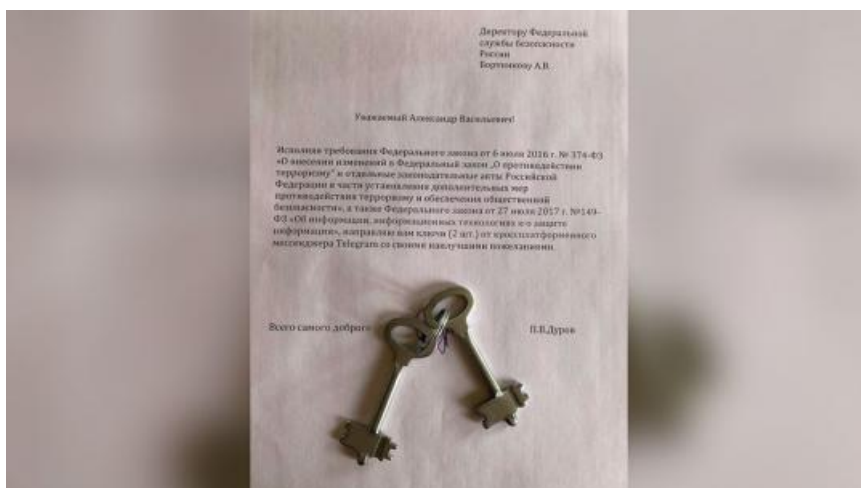 Директору Федеральной
службы безопасности
России
Бортникову А.В.
Уважаемый Александр Васильевич!
Исполняя требования Федерального закона от 6 июля 2016 г. № 374-ФЗ
«О внесении изменений в Федеральный закон „О противодействии
терроризму" и отдельные законодательные акты Российской
Федерации в части установления дополнительных мер
противодействия терроризму и обеспечения общественной
безопасности», а также Федерального закона от 27 июля 2017 г. №149-
ФЗ «Об информации, информационных технологиях и о защите
информации», направляю вам ключи (2 шт.) от кроссплатформенного
мессенджера Telegram со своими наилучшими пожеланиями.
Всего самого доброго
П.В.Дуров